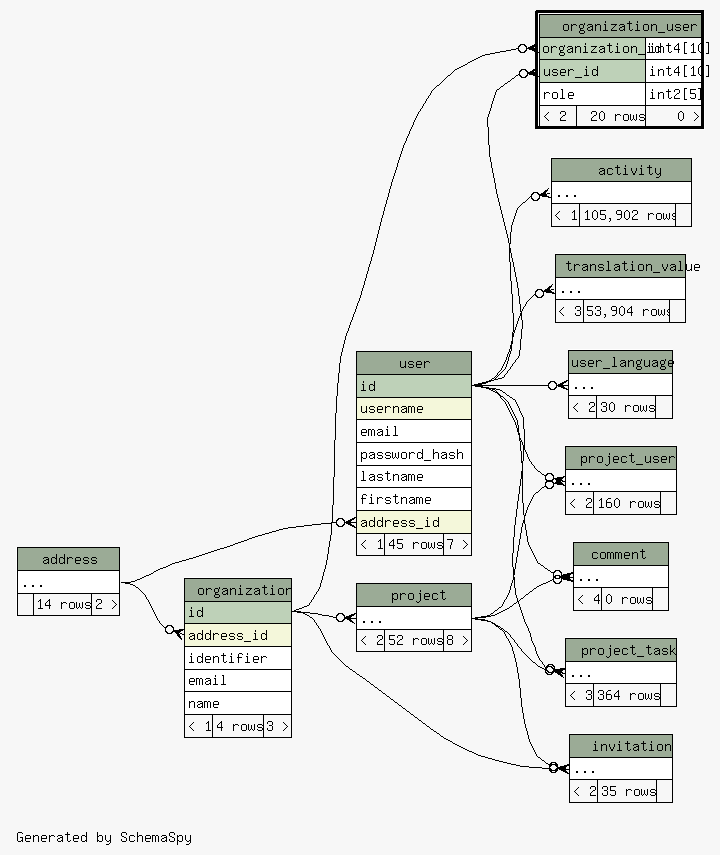 organization_user
organization_id int4[10]
user_id int4[10]
role int2[5]
< 2 20 rows 0 >
activity
...
< 1 105,902 rows
translation_value
...
< 3 53,904 rows
user
id
username
email
password_hash
lastname
firstname
address_id
< 1 45 rows 7 >
user_language
...
< 2 30 rows
project_user
...
< 2 160 rows
address
...
14 rows 2 >
organization
id
address_id
identifier
email
name
< 1 4 rows 3 >
project
...
< 2 52 rows 8 >
comment
...
< 4 0 rows
project_task
...
< 3 364 rows
invitation
...
< 2 35 rows
Generated by SchemaSpy